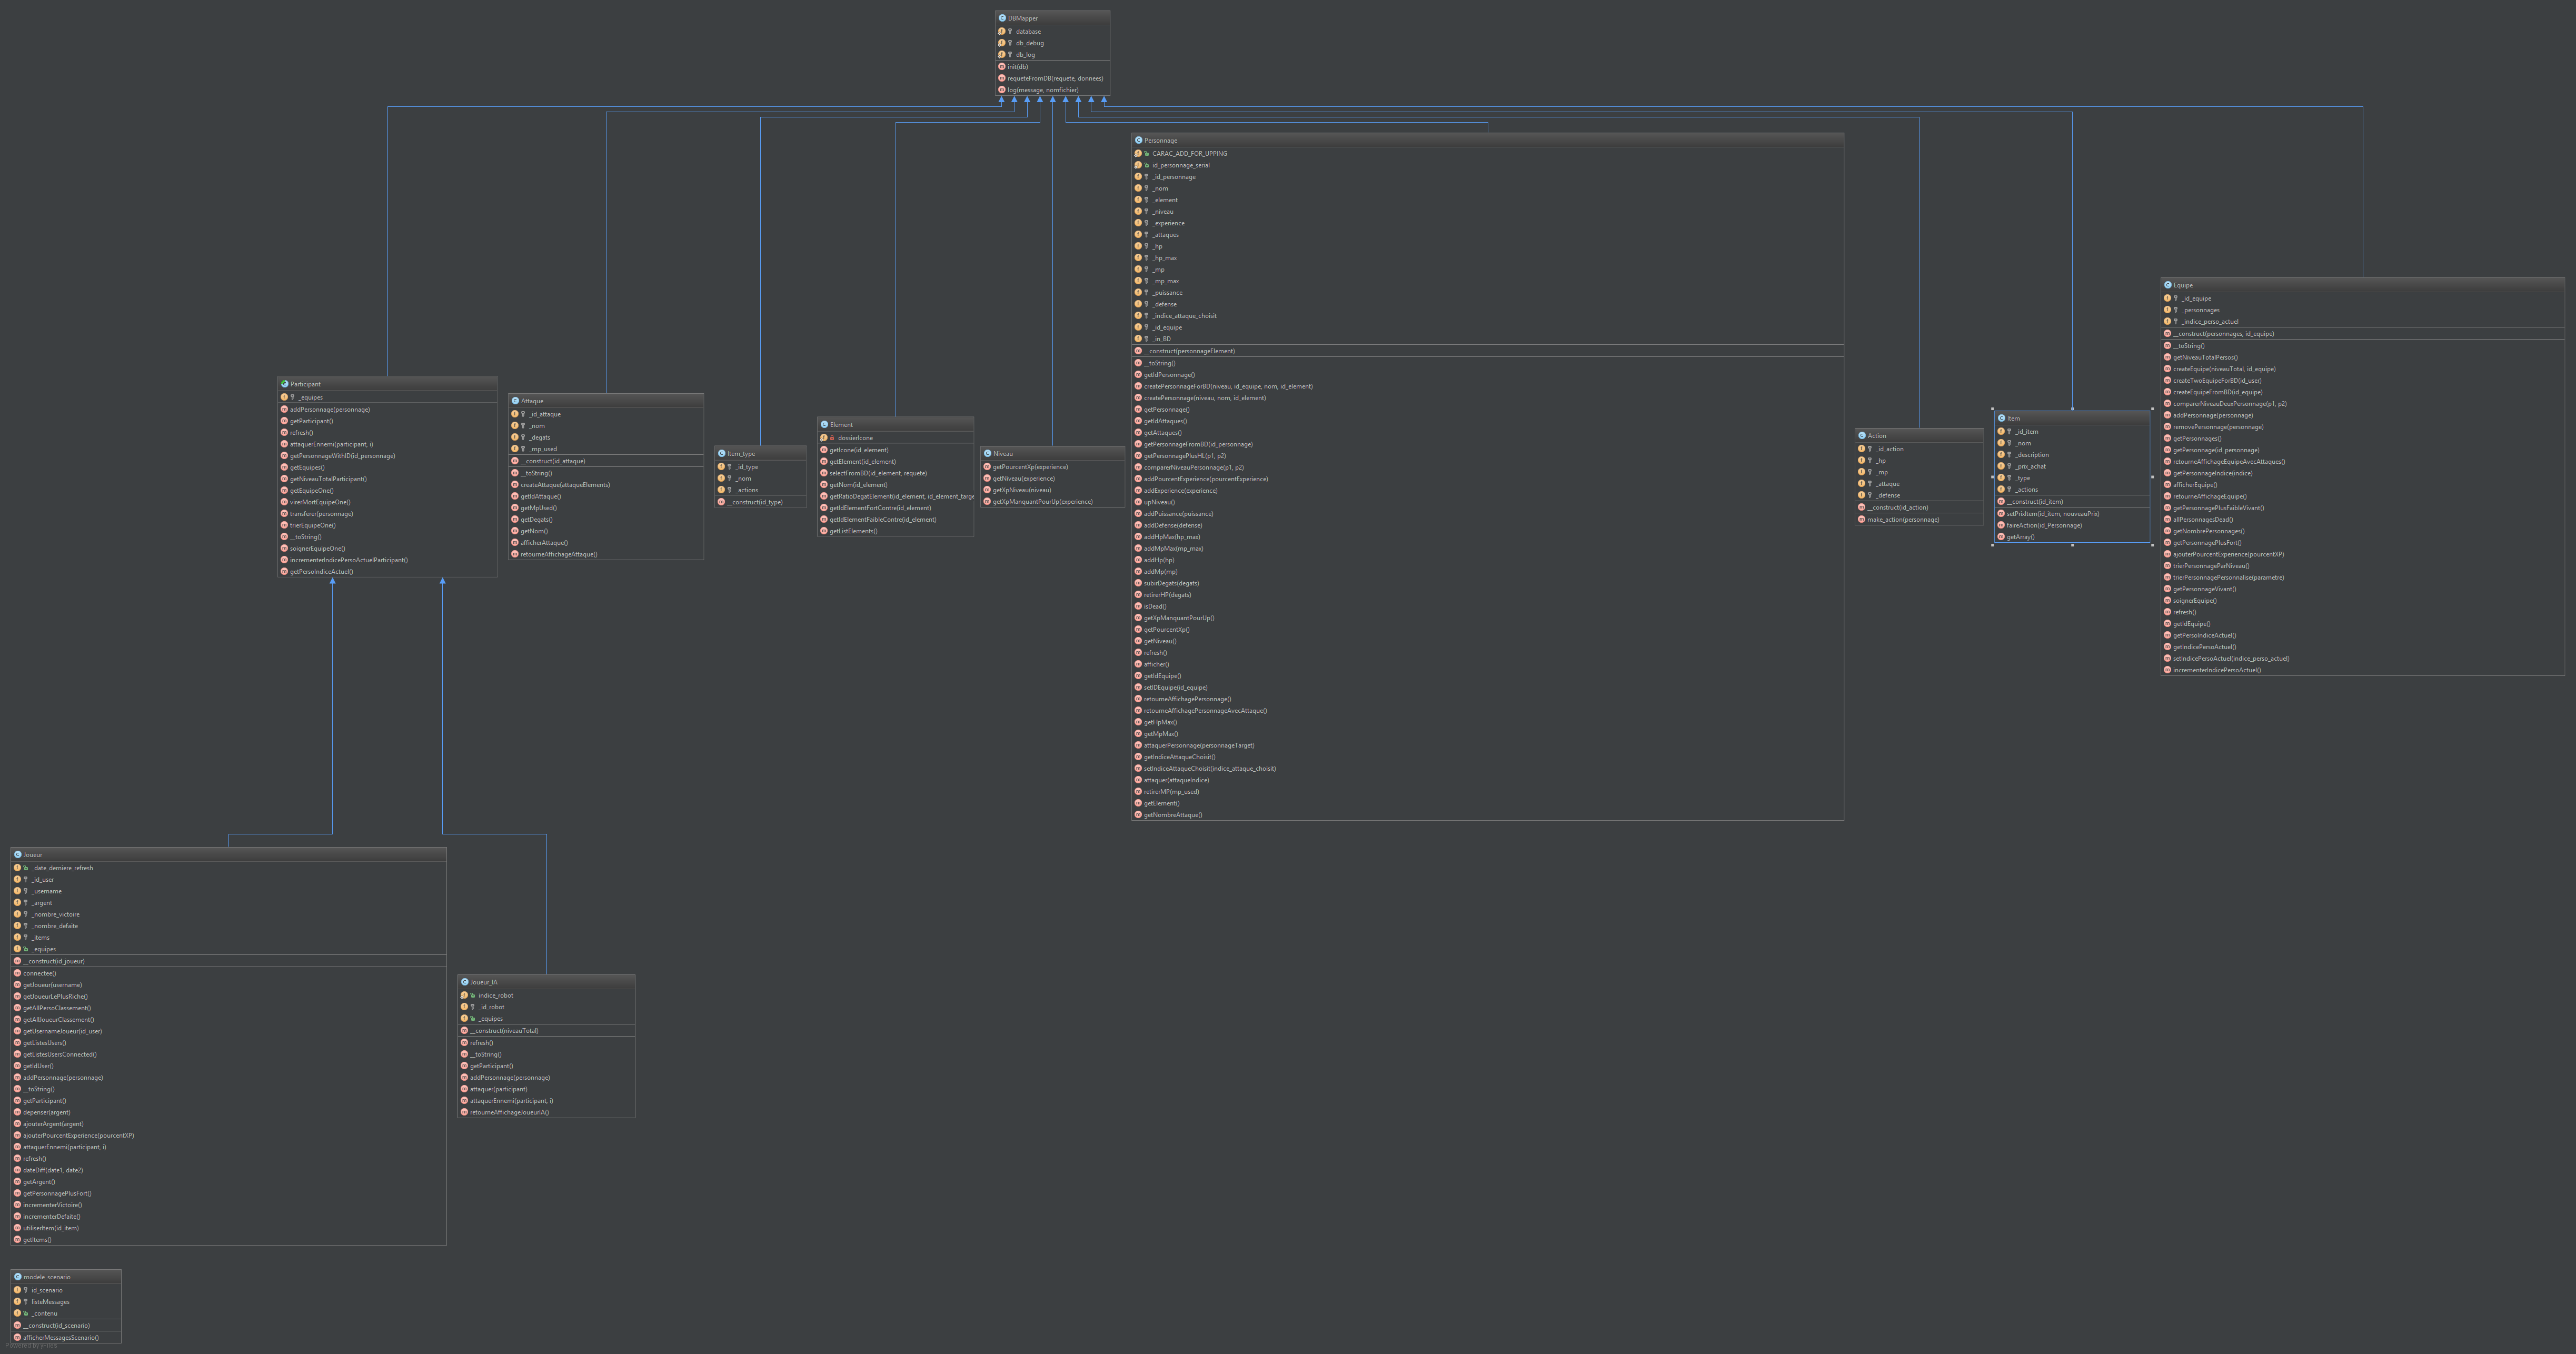 DBMapper
database
db_debug
db_log
init(db)
requeteFromDB(requete, donnees)
log(message, nomfichier)
Personnage
CARAC_ADD_FOR_UPPING
id_personnage_serial
_id_personnage
_nom
_element
_niveau
_experience
_attaques
_hp
_hp_max
_mp
_mp_mas
_puissance
_defense
_indice_attaque_choisit
_id_equipe
_in_BD
__construct(personnageElement)
__toString()
getIdPersonnage()
createPersonnageForBD(niveau, id_equipe, nom, id_element)
createPersonnage(niveau, nom, id_element)
getPersonnage()
getIdAttaques()
getAttaques()
getPersonnageFromBD(id_personnage)
getPersonnagePlusHL(p1, p2)
comparerNiveauPersonnage(p1, p2)
addPourcentExperience(pourcentExperience)
addExperience(experience)
upNiveau()
addPuissance(puissance)
addDefense(defense)
addHpMax(hp_max)
addMpMax(mp_max)
addHp(hp)
addMp(mp)
subirDegats(degats)
retirerHP(degats)
isDead()
getXpManquantPourUp()
getPourcentXp()
getNiveau()
refresh()
afficher()
getIdEquipe()
setIDEquipe(id_equipe)
retourneAffichagePersonnage()
retourneAffichagePersonnageAvecAttaque()
getHpMax()
getMpMax()
attaquerPersonnage(personnageTarget)
getIndiceAttaqueChoisit()
setIndiceAttaqueChoisit(indice_attaque_choisit)
attaquer(attaqueIndice)
retirerMP(mp_used)
getElement()
getNombreAttaque()
Equipe
_id_equipe
_personnages
_indice_perso_actuel
__construct(personnages, id_equipe)
__toString()
getNiveauTotalPersos()
createEquipe(niveauTotal, id_equipe)
createTwoEquipeForBD(id_user)
createEquipeFromBD(id_equipe)
comparerNiveauDeusPersonnage(p1, p2)
addPersonnage(personnage)
removePersonnage(personnage)
getPersonnages()
getPersonnage(id_personnage)
retourneAffichageEquipeAvecAttaques()
getPersonnageIndice(indice)
afficherEquipe()
retourneAffichageEquipe()
getPersonnagePlusFaibleVivant()
allPersonnagesDead()
getNombrePersonnages()
getPersonnagePlusFort()
ajouterPourcentExperience(pourcentXP)
trierPersonnageParNiveau()
trierPersonnagePersonnalise(parametre)
getPersonnageVivant()
soignerEquipe()
refresh()
getIdEquipe()
getPersoIndiceActuel()
getIndicePersoActuel()
setIndicePersoActuel(indice_perso_actuel)
incrementerIndicePersoActuel()
Participant
_equipes
addPersonnage(personnage)
getParticipant()
refresh()
attaquerEnnemi(participant, i)
getPersonnageWithID(id_personnage)
getEquipes()
getNiveauTotalParticipant()
getEquipeOne()
virerMortEquipeOne()
transferer(personnage)
trierEquipeOne()
__toString()
soignerEquipeOne()
incrementerIndicePersoActuelParticipant()
getPersoIndiceActuel()
Attaque
_id_attaque
_nom
_degats
_mp_used
__construct(id_attaque)
__toString()
createAttaque(attaqueElements)
getIdAttaque()
getMpUsed()
getDegats()
getNom()
afficherAttaque()
retourneAffichageAttaque()
Item_type
_id_type
_nom
_actions
__construct(id_type)
Element
dossierIcone
getIcone(id_element)
getElement(id_element)
selectFromBD(id_element, requete)
getNom(id_element)
getRatioDegatElement(id_element, id_element_targe
getIdElementFortContre(id_element)
getIdElementFaibleContre(id_element)
getListElements()
Niveau
getPourcentXp(experience)
getNiveau(experience)
getXpNiveau(niveau)
getXpManquantPourUp(experience)
Action
_id_action
_hp
_mp
_attaque
_defense
__construct(id_action)
make_action(personnage)
Item
_id_item
_nom
_description
_prix_achat
_type
_actions
__construct(id_item)
setPrixItem(id_item, nouveauPrix)
faireAction(id_Personnage)
getArray()
Joueur
_date_derniere_refresh
_id_user
_username
_argent
_nombre_victoire
_nombre_defaite
_items
_equipes
__construct(id_joueur)
connectee()
getJoueur(username)
getJoueurLePlusRiche()
getAllPersoClassement()
getAllJoueurClassement()
getUsernameJoueur(id_user)
getListesUsers()
getListesUsersConnected()
getIdUser()
addPersonnage(personnage)
__toString()
getParticipant()
depenser(argent)
ajouterArgent(argent)
ajouterPourcentExperience(pourcentXP)
attaquerEnnemi(participant, i)
refresh()
dateDiff(date1, date2)
getArgent()
getPersonnagePlusFort()
incrementerVictoire()
incrementerDefaite()
utiliserItem(id_item)
getItems()
Joueur_IA
indice_robot
_id_robot
_equipes
__construct(niveauTotal)
refresh()
__toString()
getParticipant()
addPersonnage(personnage)
attaquer(participant)
attaquerEnnemi(participant, i)
retourneAffichageJoueurIA()
modele_scenario
id_scenario
listeMessages
_contenu
__construct(id_scenario)
afficherMessagesScenario()
Powered by yFiles